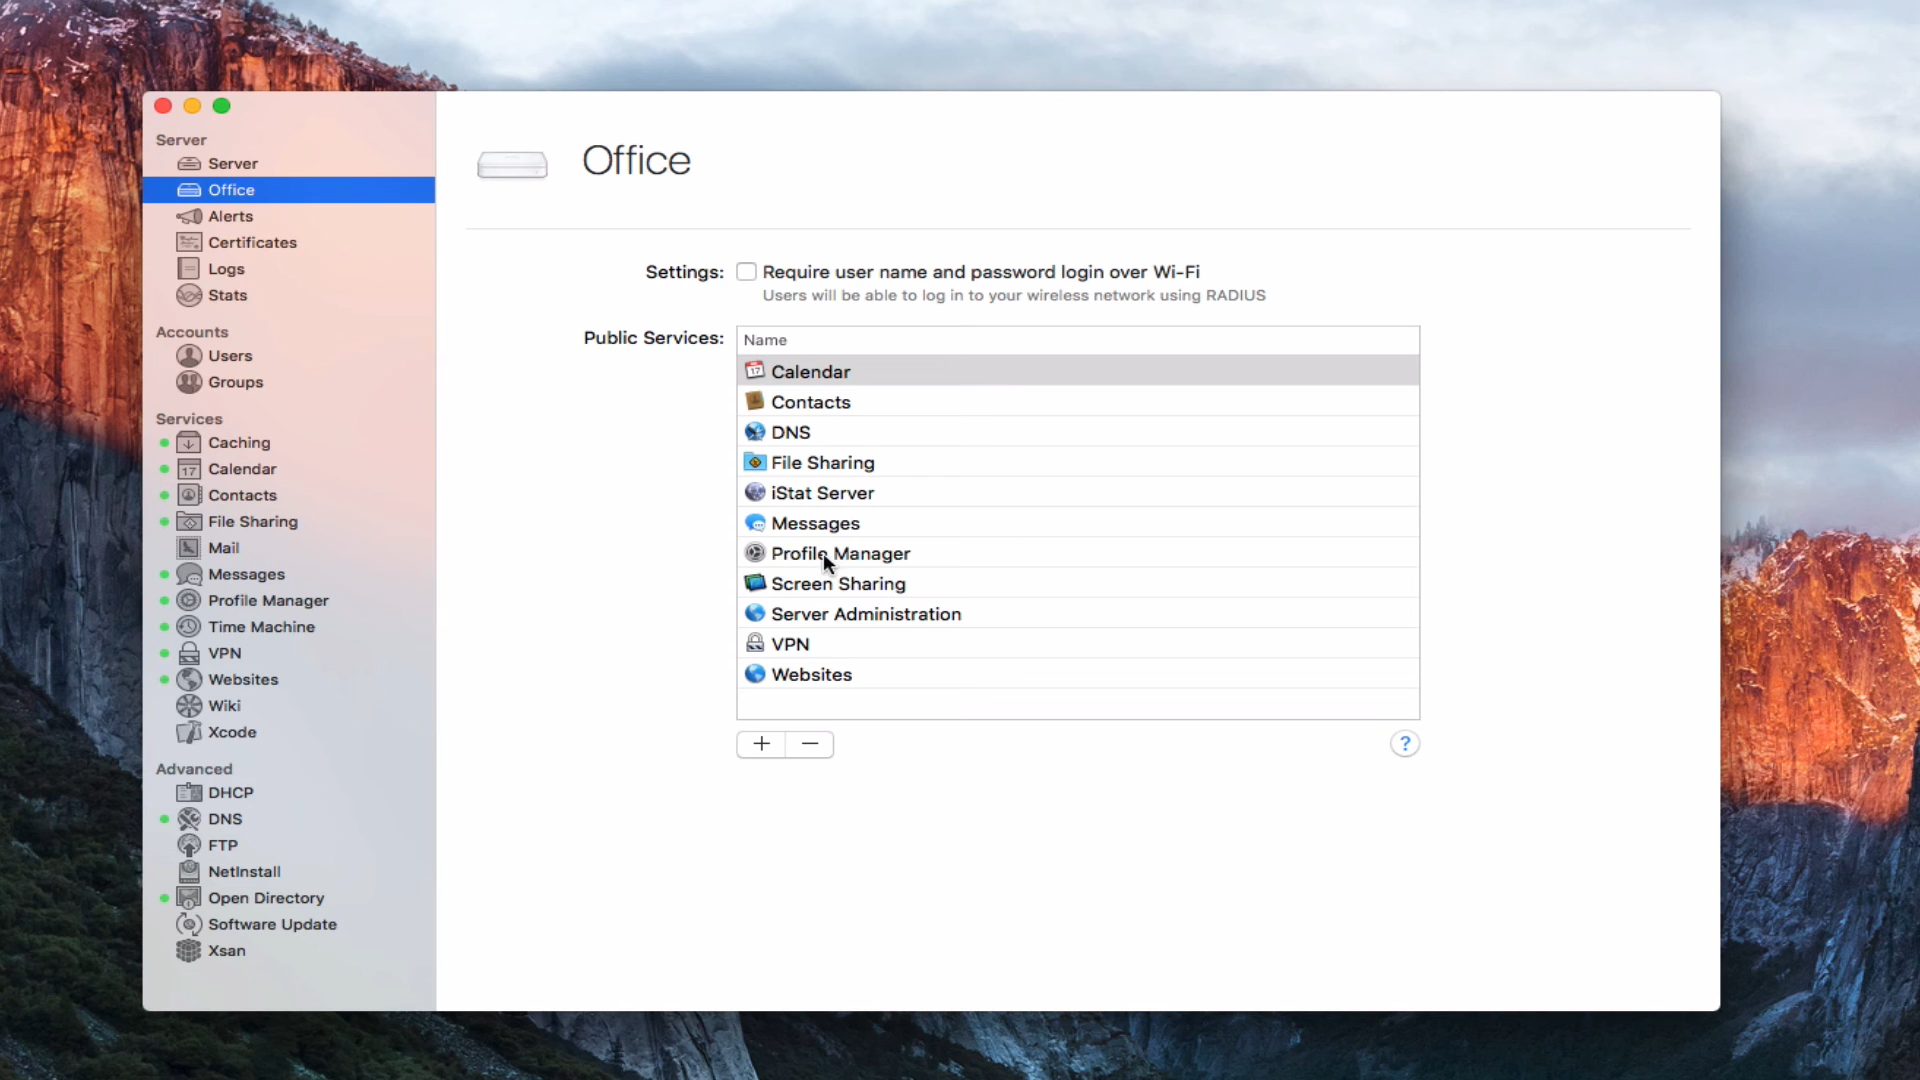 Server
Server
Office
Alerts
Certificates
Logs
Stats
Accounts
Users
Groups
Services
Caching
17 Calendar
Contacts
File Sharing
Mail
Messages
Profile Manager
Time Machine
VPN
Websites
Wiki
Xcode
Advanced
DHCP
DNS
FTP
NetInstall
Open Directory
Software Update
Xsan
Office
Settings: Require user name and password login over Wi-Fi
Users will be able to log in to your wireless network using RADIUS
Public Services:
Name
17 Calendar
Contacts
DNS
File Sharing
iStat Server
Messages
Profile Manager
Screen Sharing
Server Administration
VPN
Websites
+ −
?